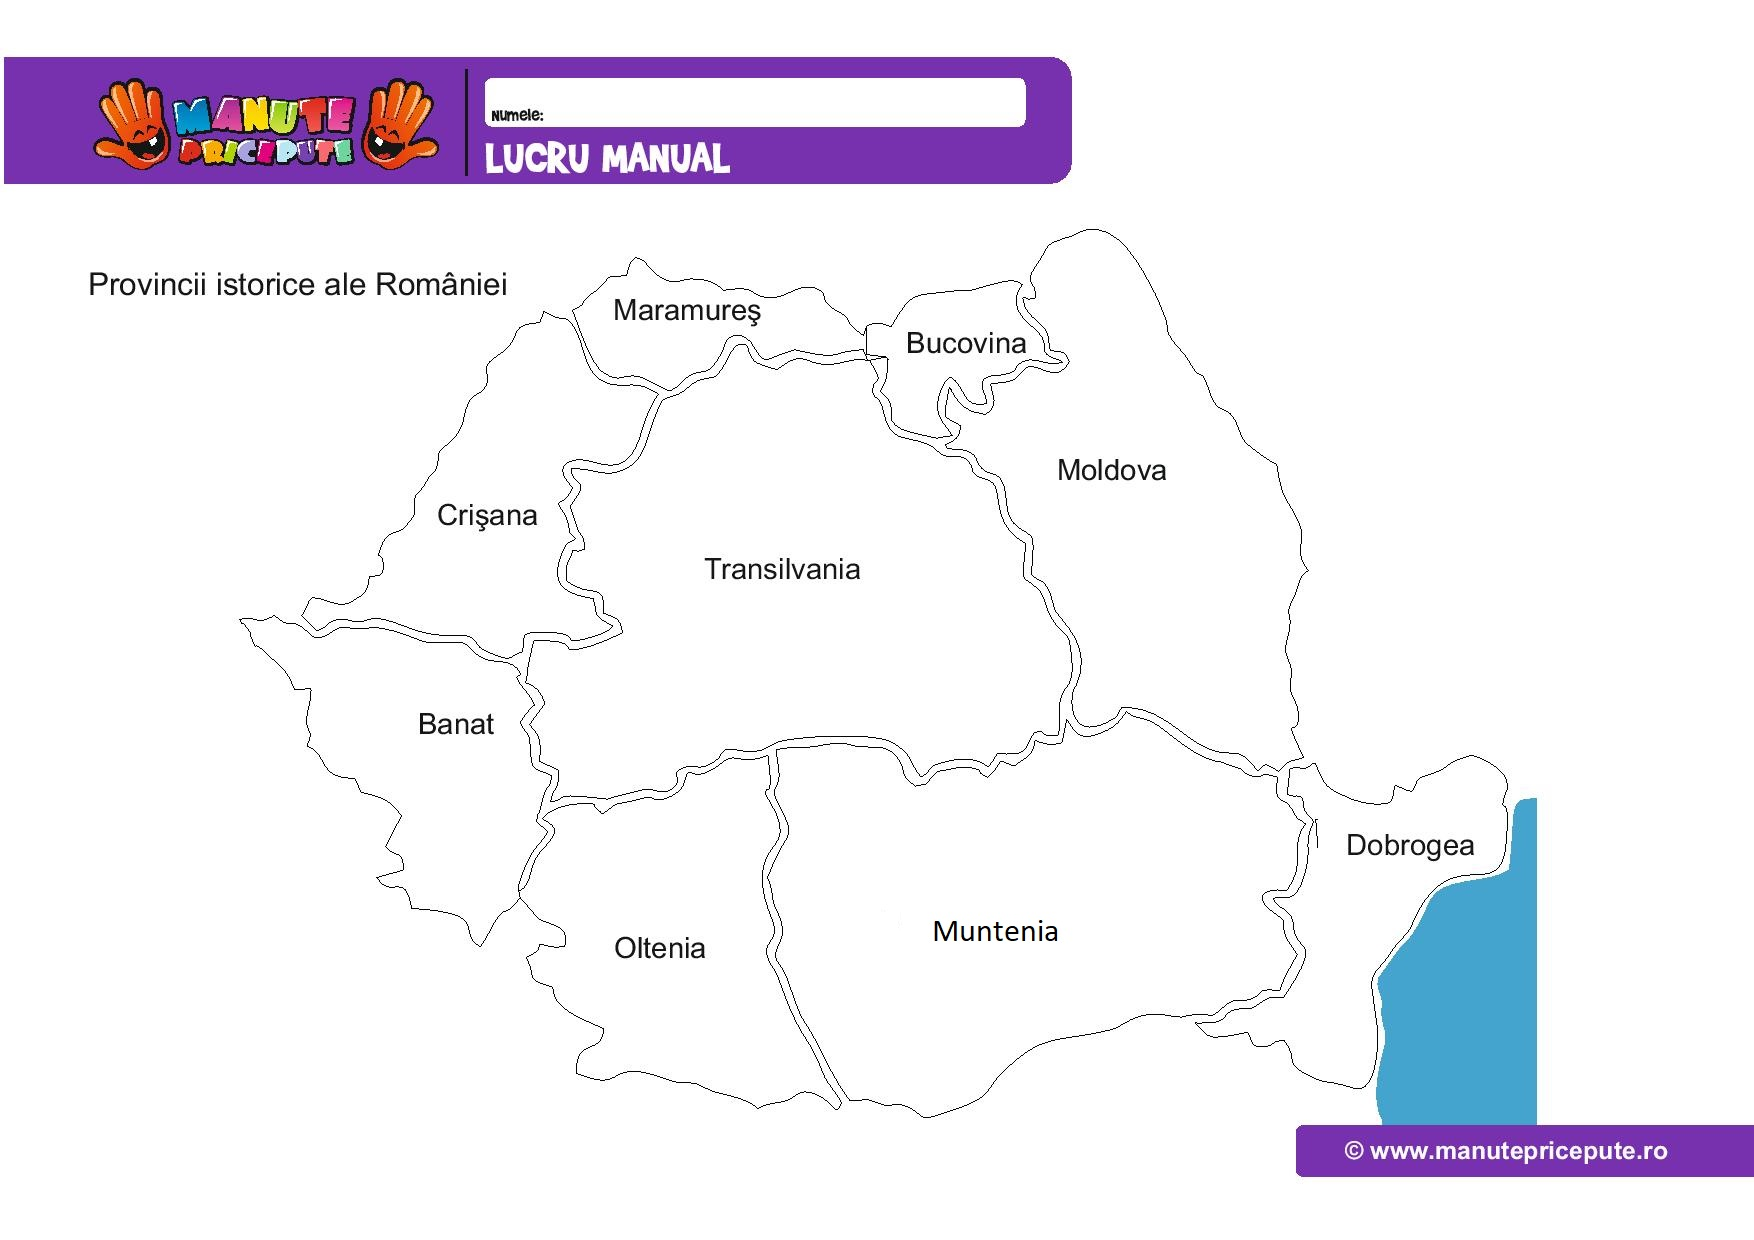 MANUTE
PRICEPUTE
Numele:
LUCRU MANUAL
Provincii istorice ale României
Maramureş
Bucovina
Moldova
Crişana
Transilvania
Banat
Dobrogea
Oltenia
Muntenia
© www.manutepricepute.ro